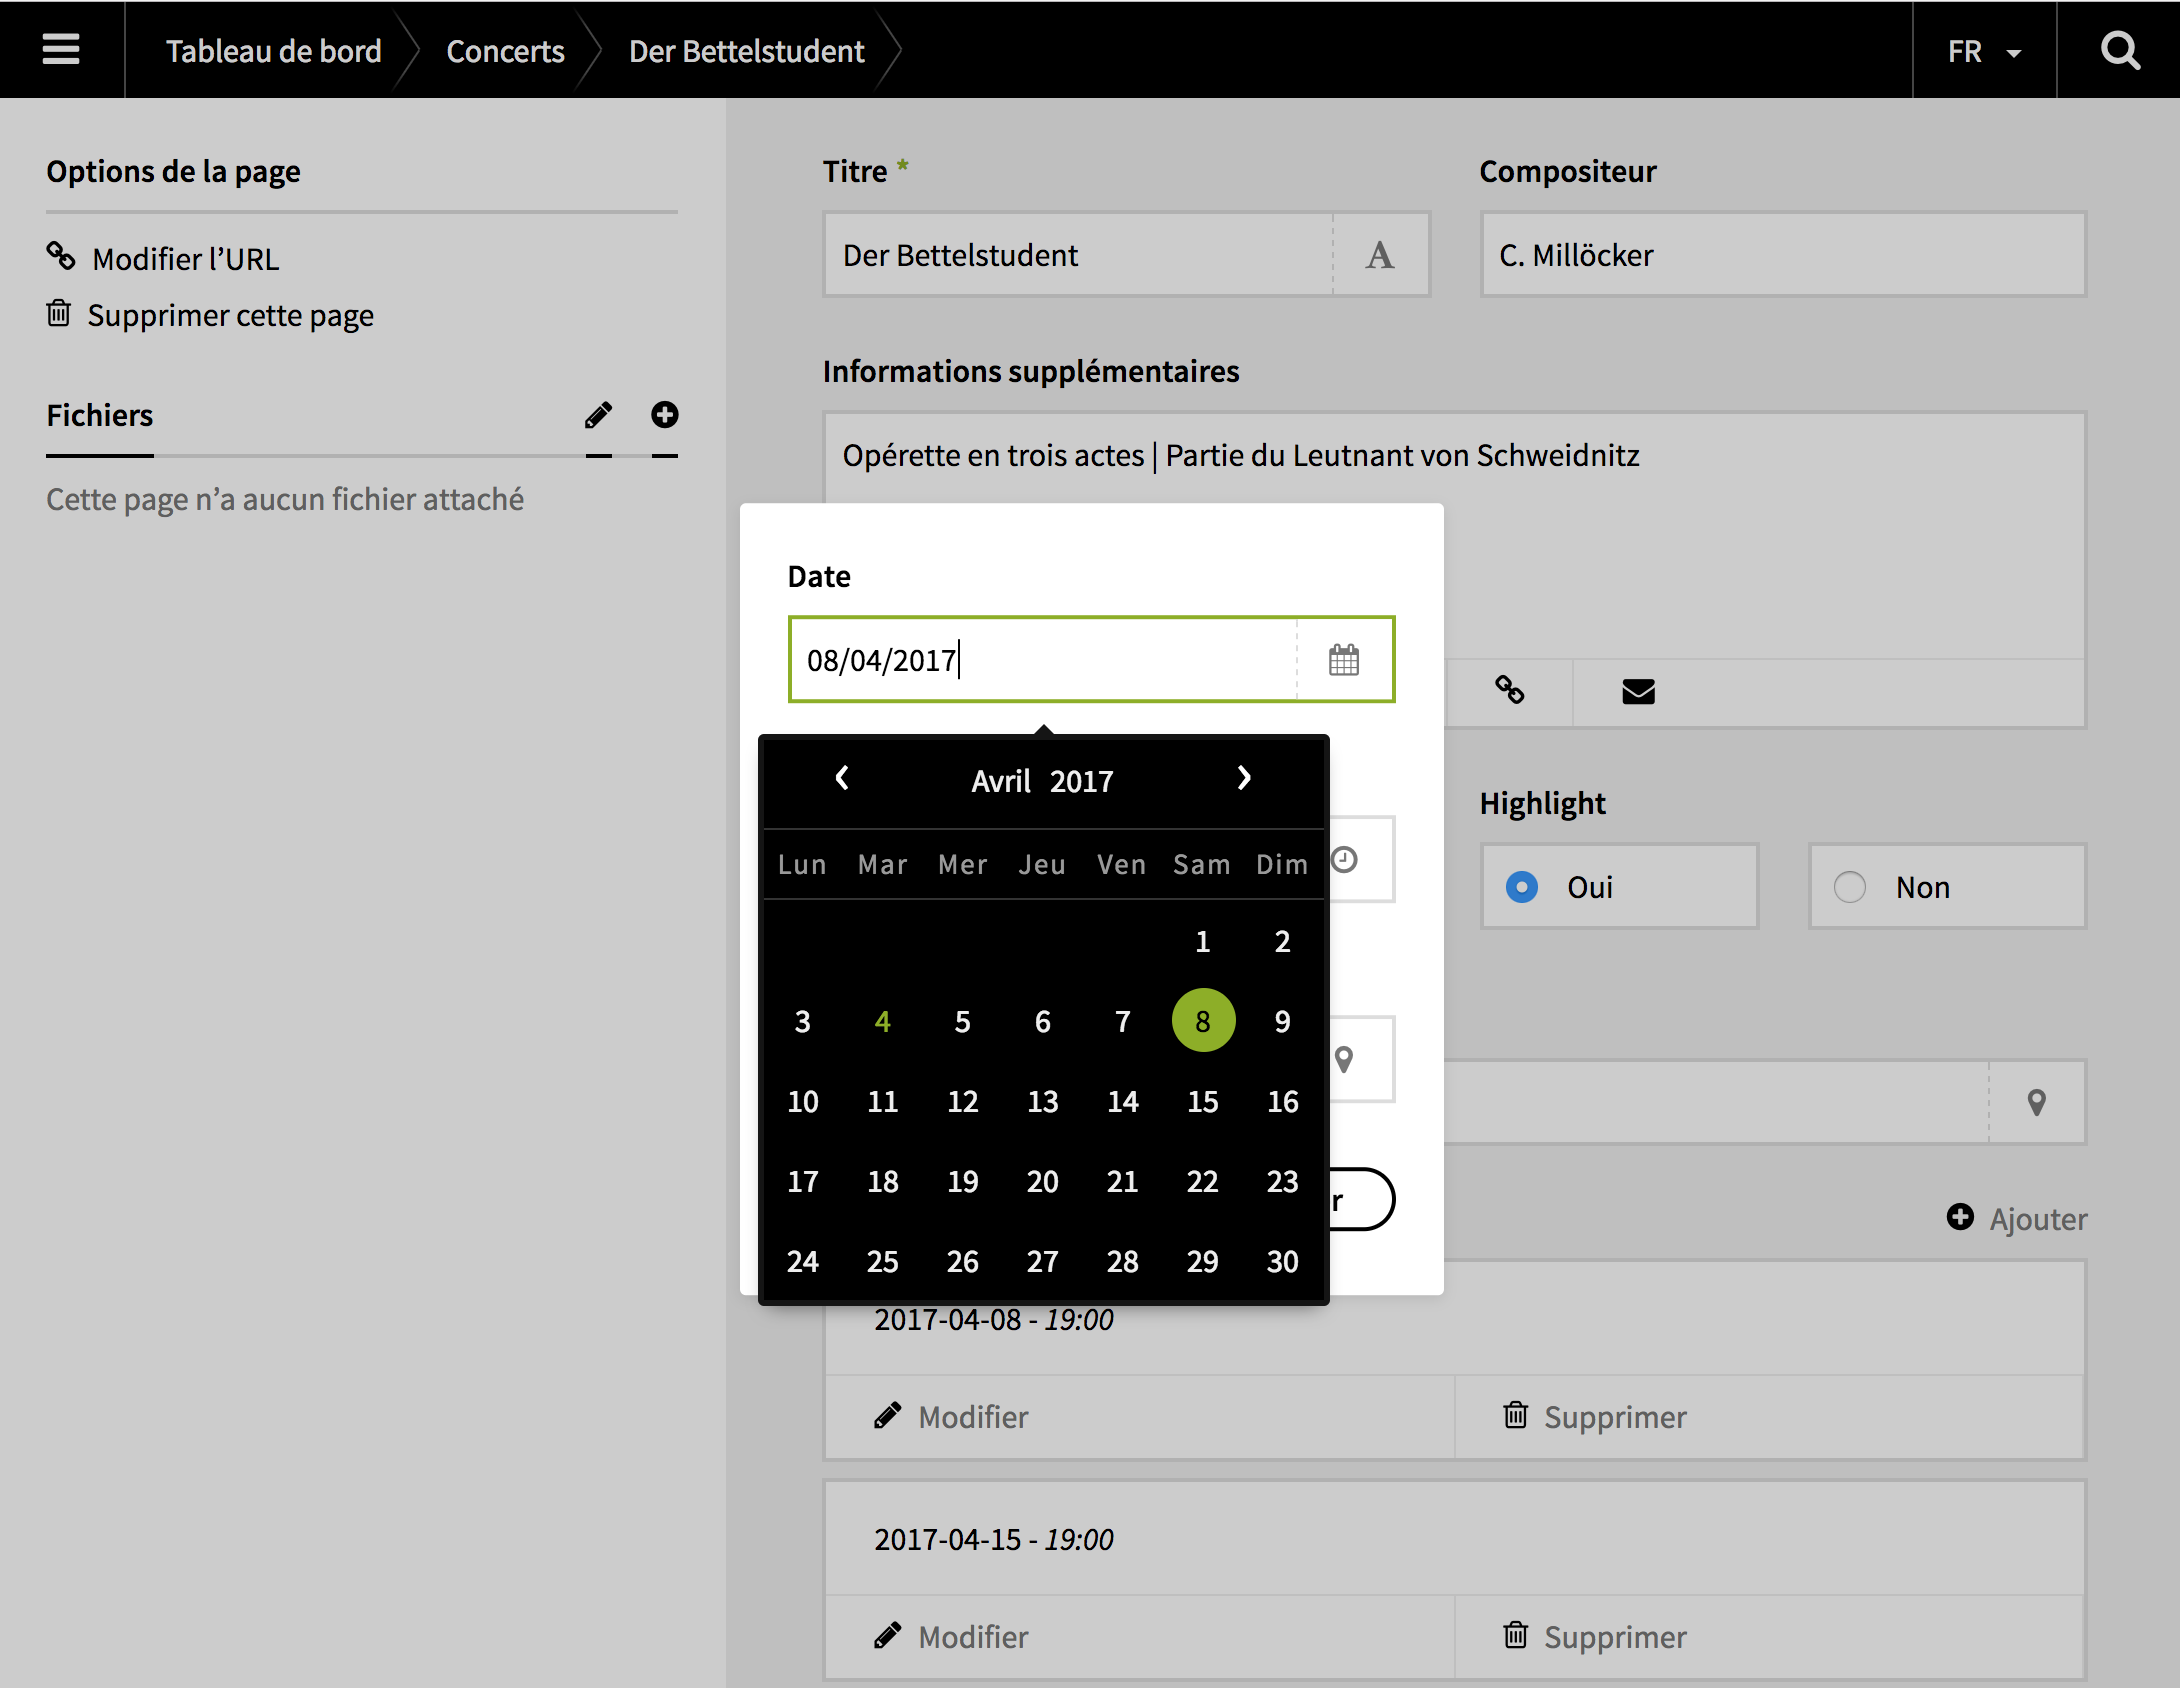 Tableau de bord Concerts Der Bettelstudent FR
Options de la page
Modifier l’URL
Supprimer cette page
Fichiers
Cette page n’a aucun fichier attaché
Titre * Compositeur
Der Bettelstudent A C. Millöcker
Informations supplémentaires
Opérette en trois actes | Partie du Leutnant von Schweidnitz
Date
08/04/2017
Avril 2017
Lun Mar Mer Jeu Ven Sam Dim
1 2
3 4 5 6 7 8 9
10 11 12 13 14 15 16
17 18 19 20 21 22 23
24 25 26 27 28 29 30
r
Highlight
Oui Non
Ajouter
2017-04-08 - 19:00
Modifier Supprimer
2017-04-15 - 19:00
Modifier Supprimer